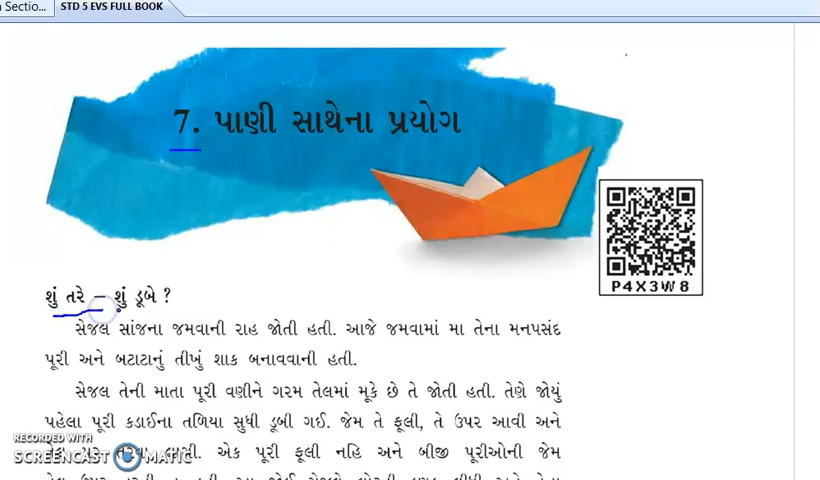 n Sectio...
STD 5 EVS FULL BOOK
7. પાણી સાથેના પ્રયોગ
P4X3W8
શું તરે – શું ડૂબે ?
સેજલ સાંજના જમવાની રાહ જોતી હતી. આજે જમવામાં મા તેના મનપસંદ
પૂરી અને બટાટાનું તીખું શાક બનાવવાની હતી.
સેજલ તેની માતા પૂરી વણીને ગરમ તેલમાં મૂકે છે તે જોતી હતી. તેણે જોયું
પહેલા પૂરી કડાઈના તળિયા સુધી ડૂબી ગઈ. જેમ તે ફૂલી, તે ઉપર આવી અને
એક પૂરી ફૂલી નહિ અને બીજી પૂરીઓની જેમ
RECORDED WITH
SCREENCAST MATIC